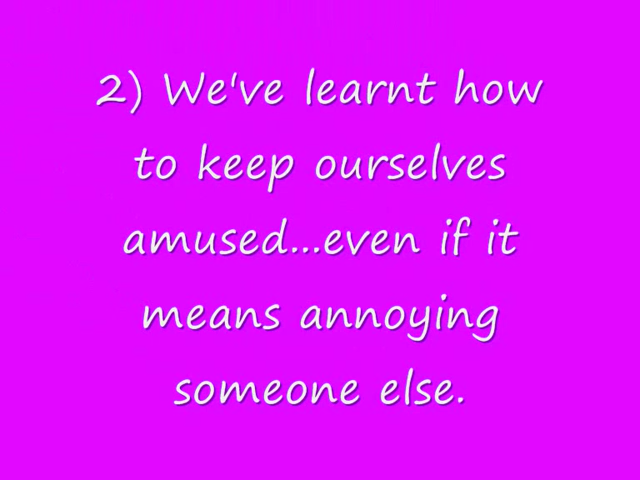 2) We've learnt how
to keep ourselves
amused...even if it
means annoying
someone else.